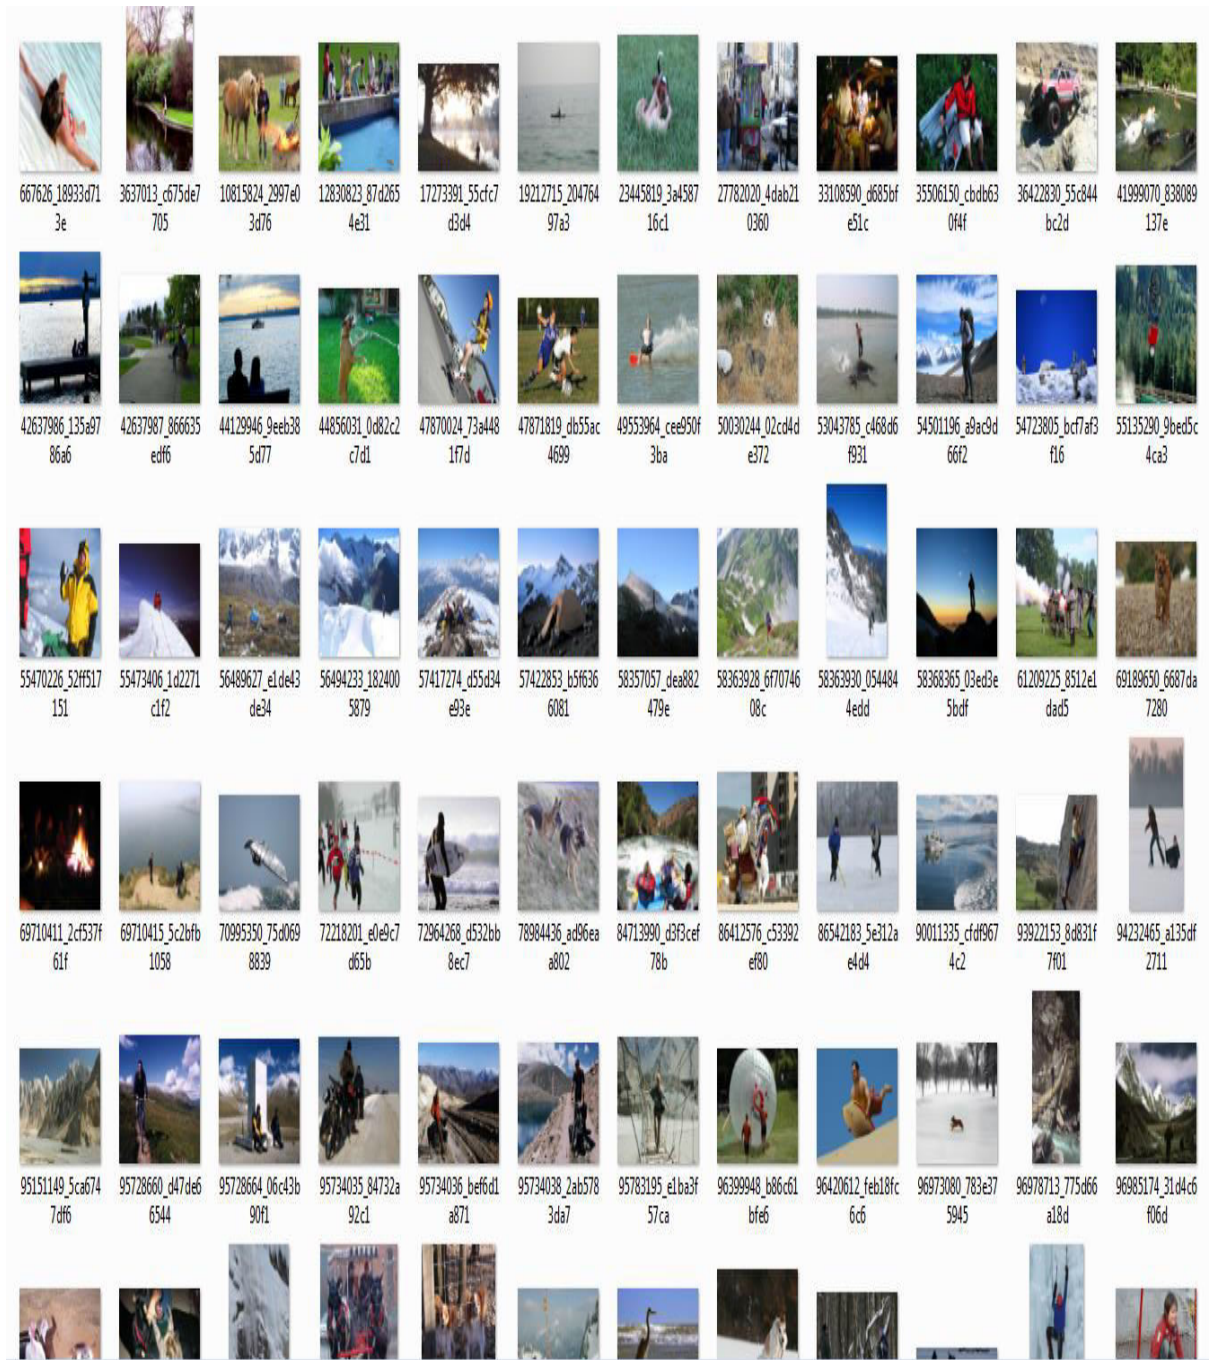 667626_18933d71 3637013_c675de7 10815824_2997e0 12830823_87d265 17273391_55cfc7 19212715_204764 23445819_3a4587 27782020_4dab21 33108590_d685bf 35506150_cbdb63 36422830_55c844 41999070_838089
3e 705 3d76 4e31 d3d4 97a3 16c1 0360 e51c 0f4f bc2d 137e
42637986_135a97 42637987_866635 44129946_9eeb38 44856031_0d82c2 47870024_73a448 47871819_db55ac 49553964_cee950f 50030244_02cd4d 53043785_c468d6 54501196_a9ac9d 54723805_bcf7af3 55135290_9bed5c
86a6 edf6 5d77 c7d1 1f7d 4699 3ba e372 f931 66f2 f16 4ca3
55470226_52ff517 55473406_1d2271 56489627_e1de43 56494233_182400 57417274_d55d34 57422853_b5f636 58357057_dea882 58363928_6f70746 58363930_054484 58368365_03ed3e 61209225_8512e1 69189650_6687da
151 c1f2 de34 5879 e93e 6081 479e 08c 4edd 5bdf dad5 7280
69710411_2cf537f 69710415_5c2bfb 70995350_75d069 72218201_e0e9c7 72964268_d532bb 78984436_ad96ea 84713990_d3f3cef 86412576_c53392 86542183_5e312a 90011335_cfdf967 93922153_8d831f 94232465_a135df
61f 1058 8839 d65b 8ec7 a802 78b ef80 e4d4 4c2 7f01 2711
95151149_5ca674 95728660_d47de6 95728664_06c43b 95734035_84732a 95734036_bef6d1 95734038_2ab578 95783195_e1ba3f 96399948_b86c61 96420612_feb18fc 96973080_783e37 96978713_775d66 96985174_31d4c6
7df6 6544 90f1 92c1 a871 3da7 57ca bfe6 6c6 5945 a18d f06d